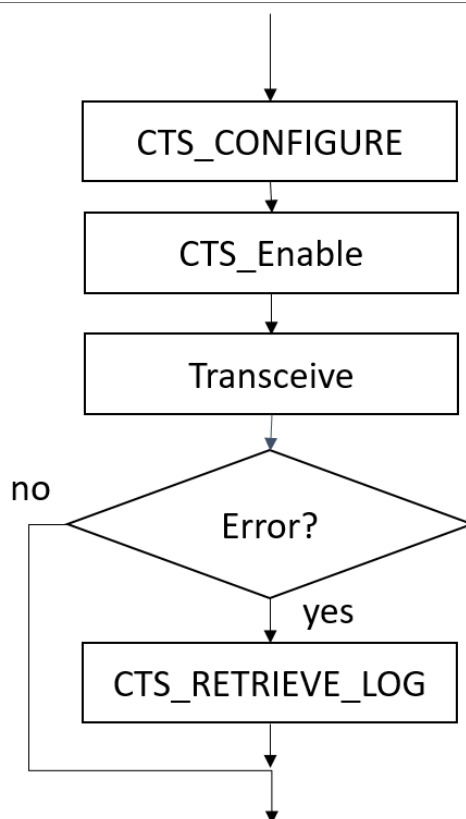 CTS_CONFIGURE
CTS_Enable
Transceive
no
Error?
yes
CTS_RETRIEVE_LOG